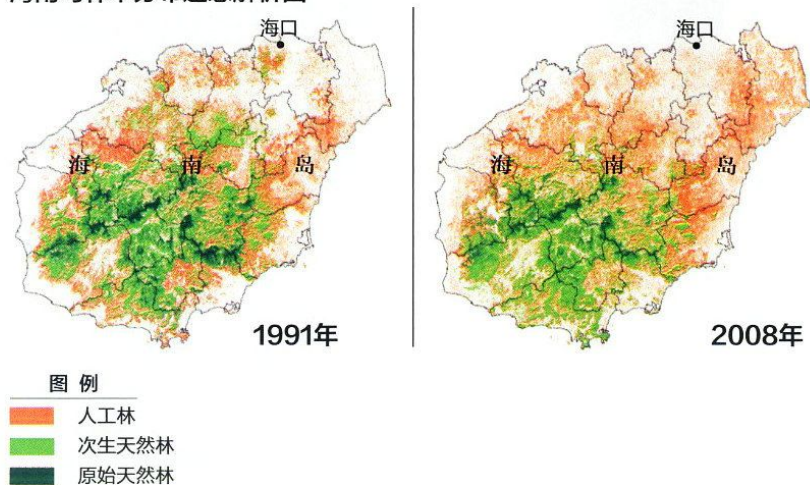 海口
海南岛
1991年
海口
海南岛
2008年
图例
人工林
次生天然林
原始天然林